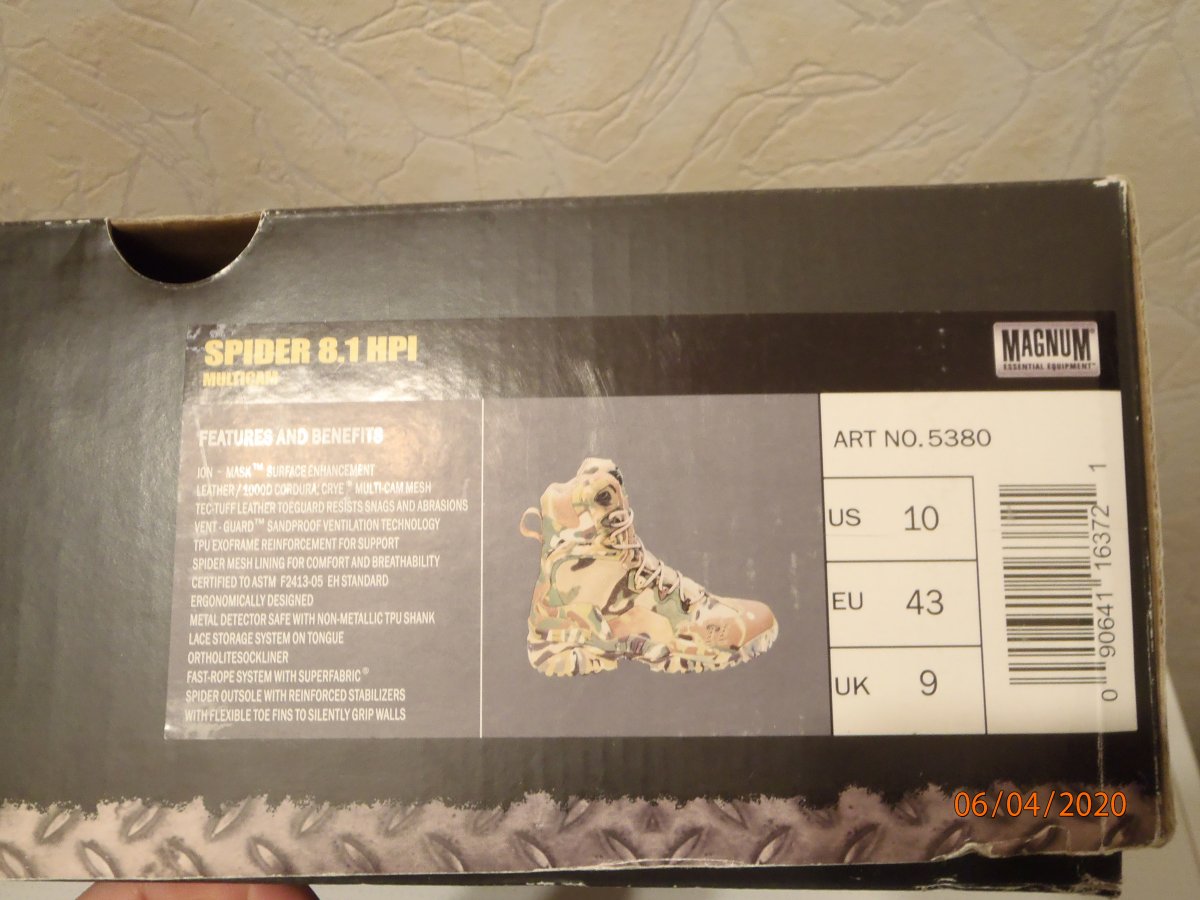 SPIDER 8.1 HPI
MULTICAM
MAGNUM®
ESSENTIAL EQUIPMENT™
FEATURES AND BENEFITS
ION - MASK™ SURFACE ENHANCEMENT
LEATHER / 1000D CORDURA, CRYE® MULTI-CAM MESH
TEC-TUFF LEATHER TOEGUARD RESISTS SNAGS AND ABRASIONS
VENT - GUARD™ SANDPROOF VENTILATION TECHNOLOGY
TPU EXOFRAME REINFORCEMENT FOR SUPPORT
SPIDER MESH LINING FOR COMFORT AND BREATHABILITY
CERTIFIED TO ASTM F2413-05 EH STANDARD
ERGONOMICALLY DESIGNED
METAL DETECTOR SAFE WITH NON-METALLIC TPU SHANK
LACE STORAGE SYSTEM ON TONGUE
ORTHOLITESOCKLINER
FAST-ROPE SYSTEM WITH SUPERFABRIC®
SPIDER OUTSOLE WITH REINFORCED STABILIZERS
WITH FLEXIBLE TOE FINS TO SILENTLY GRIP WALLS
ART NO. 5380
US 10
EU 43
UK 9
0 90641 16372 1
06/04/2020